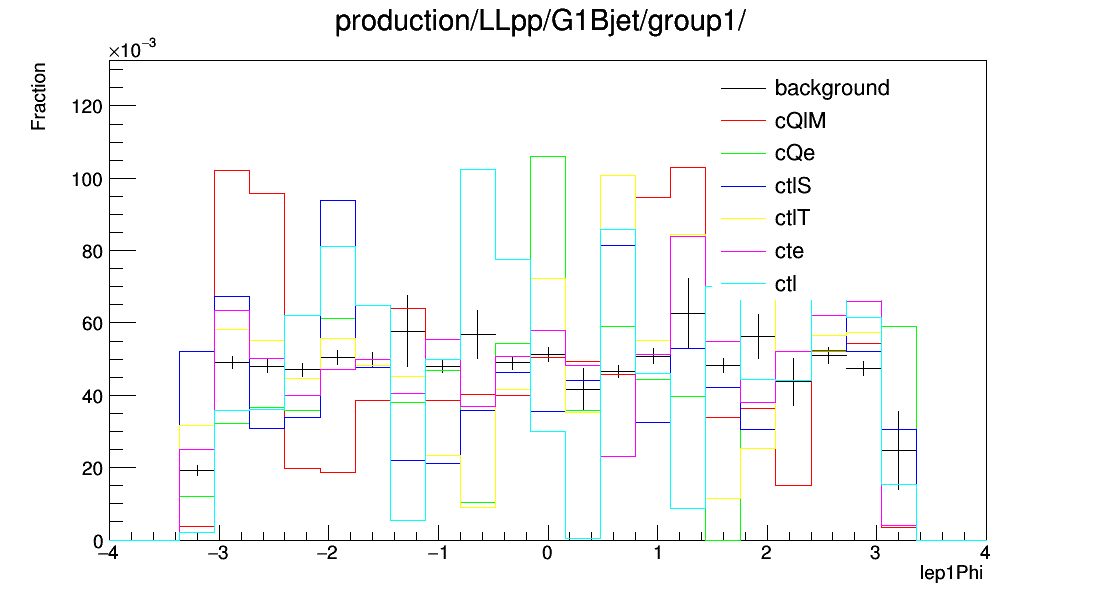 production/LLpp/G1Bjet/group1/
×10⁻³
Fraction
background
cQlM
cQe
ctlS
ctlT
cte
ctl
120
100
80
60
40
20
0
−4 −3 −2 −1 0 1 2 3 4
lep1Phi